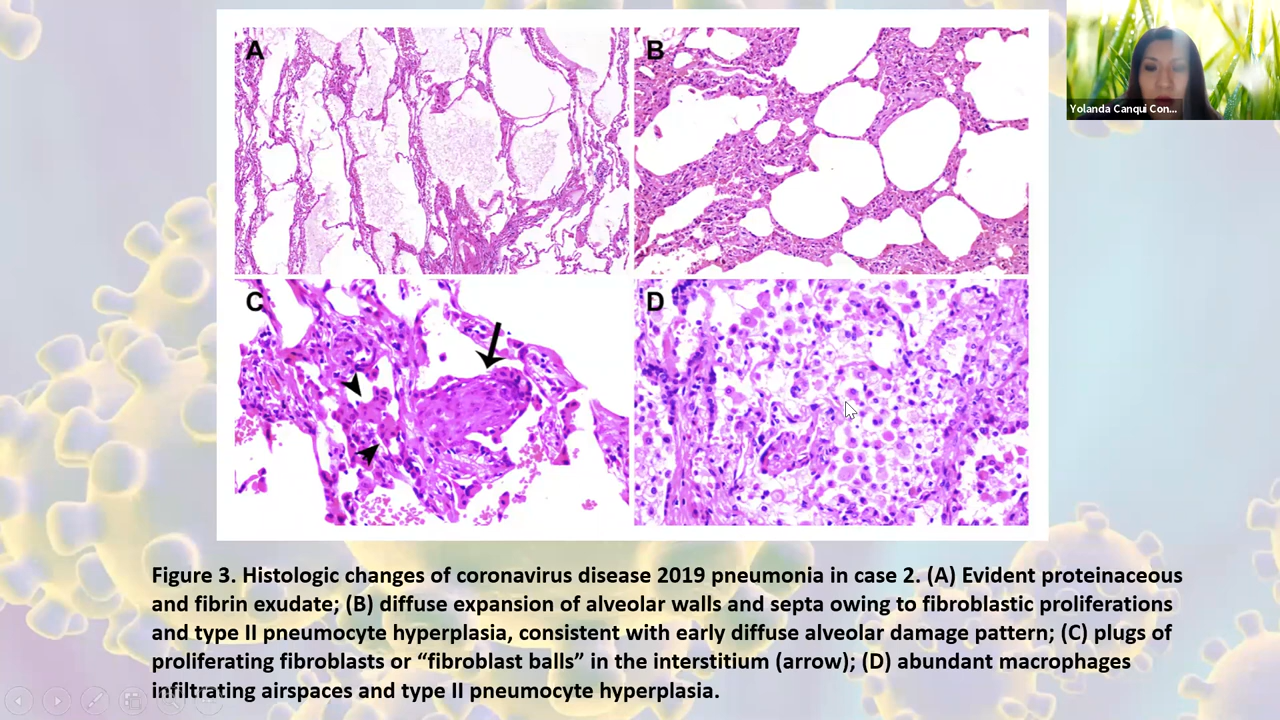 A
B
Yolanda Canqui Con...
C
D
Figure 3. Histologic changes of coronavirus disease 2019 pneumonia in case 2. (A) Evident proteinaceous
and fibrin exudate; (B) diffuse expansion of alveolar walls and septa owing to fibroblastic proliferations
and type II pneumocyte hyperplasia, consistent with early diffuse alveolar damage pattern; (C) plugs of
proliferating fibroblasts or “fibroblast balls” in the interstitium (arrow); (D) abundant macrophages
infiltrating airspaces and type II pneumocyte hyperplasia.